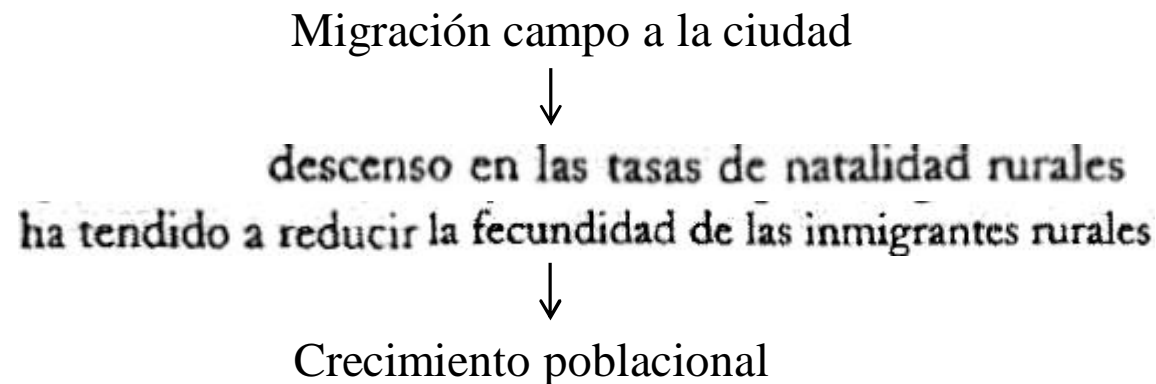 Migración campo a la ciudad
descenso en las tasas de natalidad rurales
ha tendido a reducir la fecundidad de las inmigrantes rurales
Crecimiento poblacional